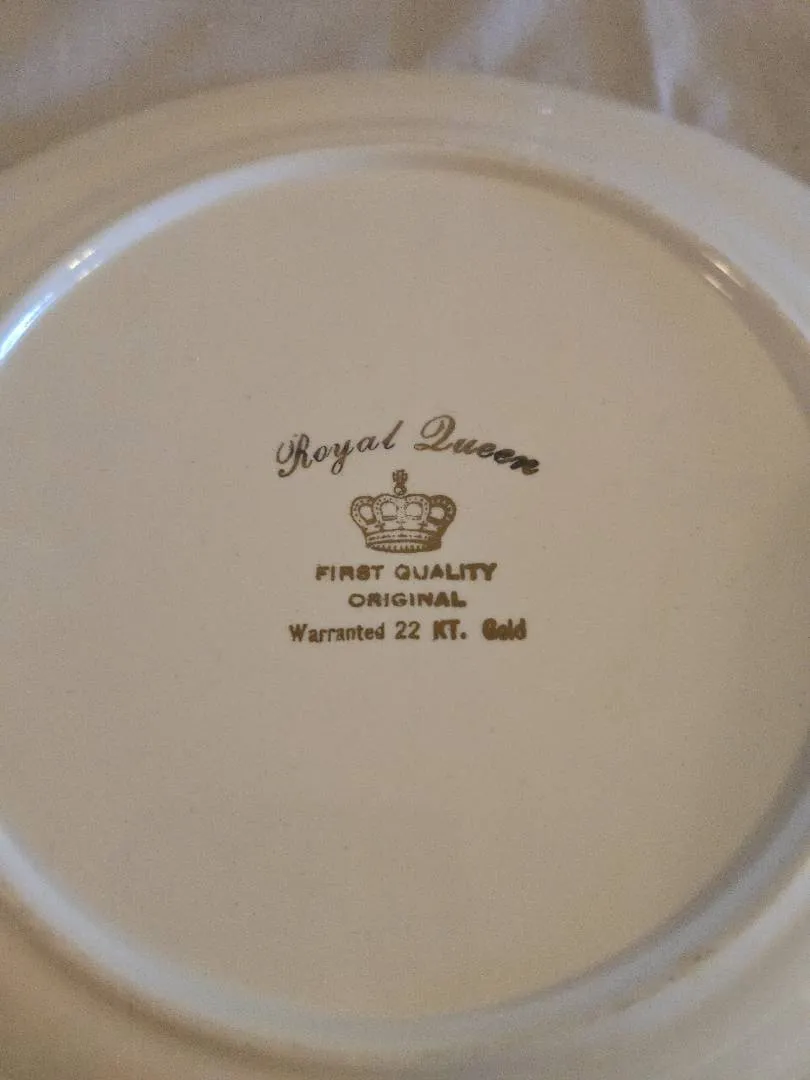 Royal Queen
FIRST QUALITY
ORIGINAL
Warranted 22 KT. Gold